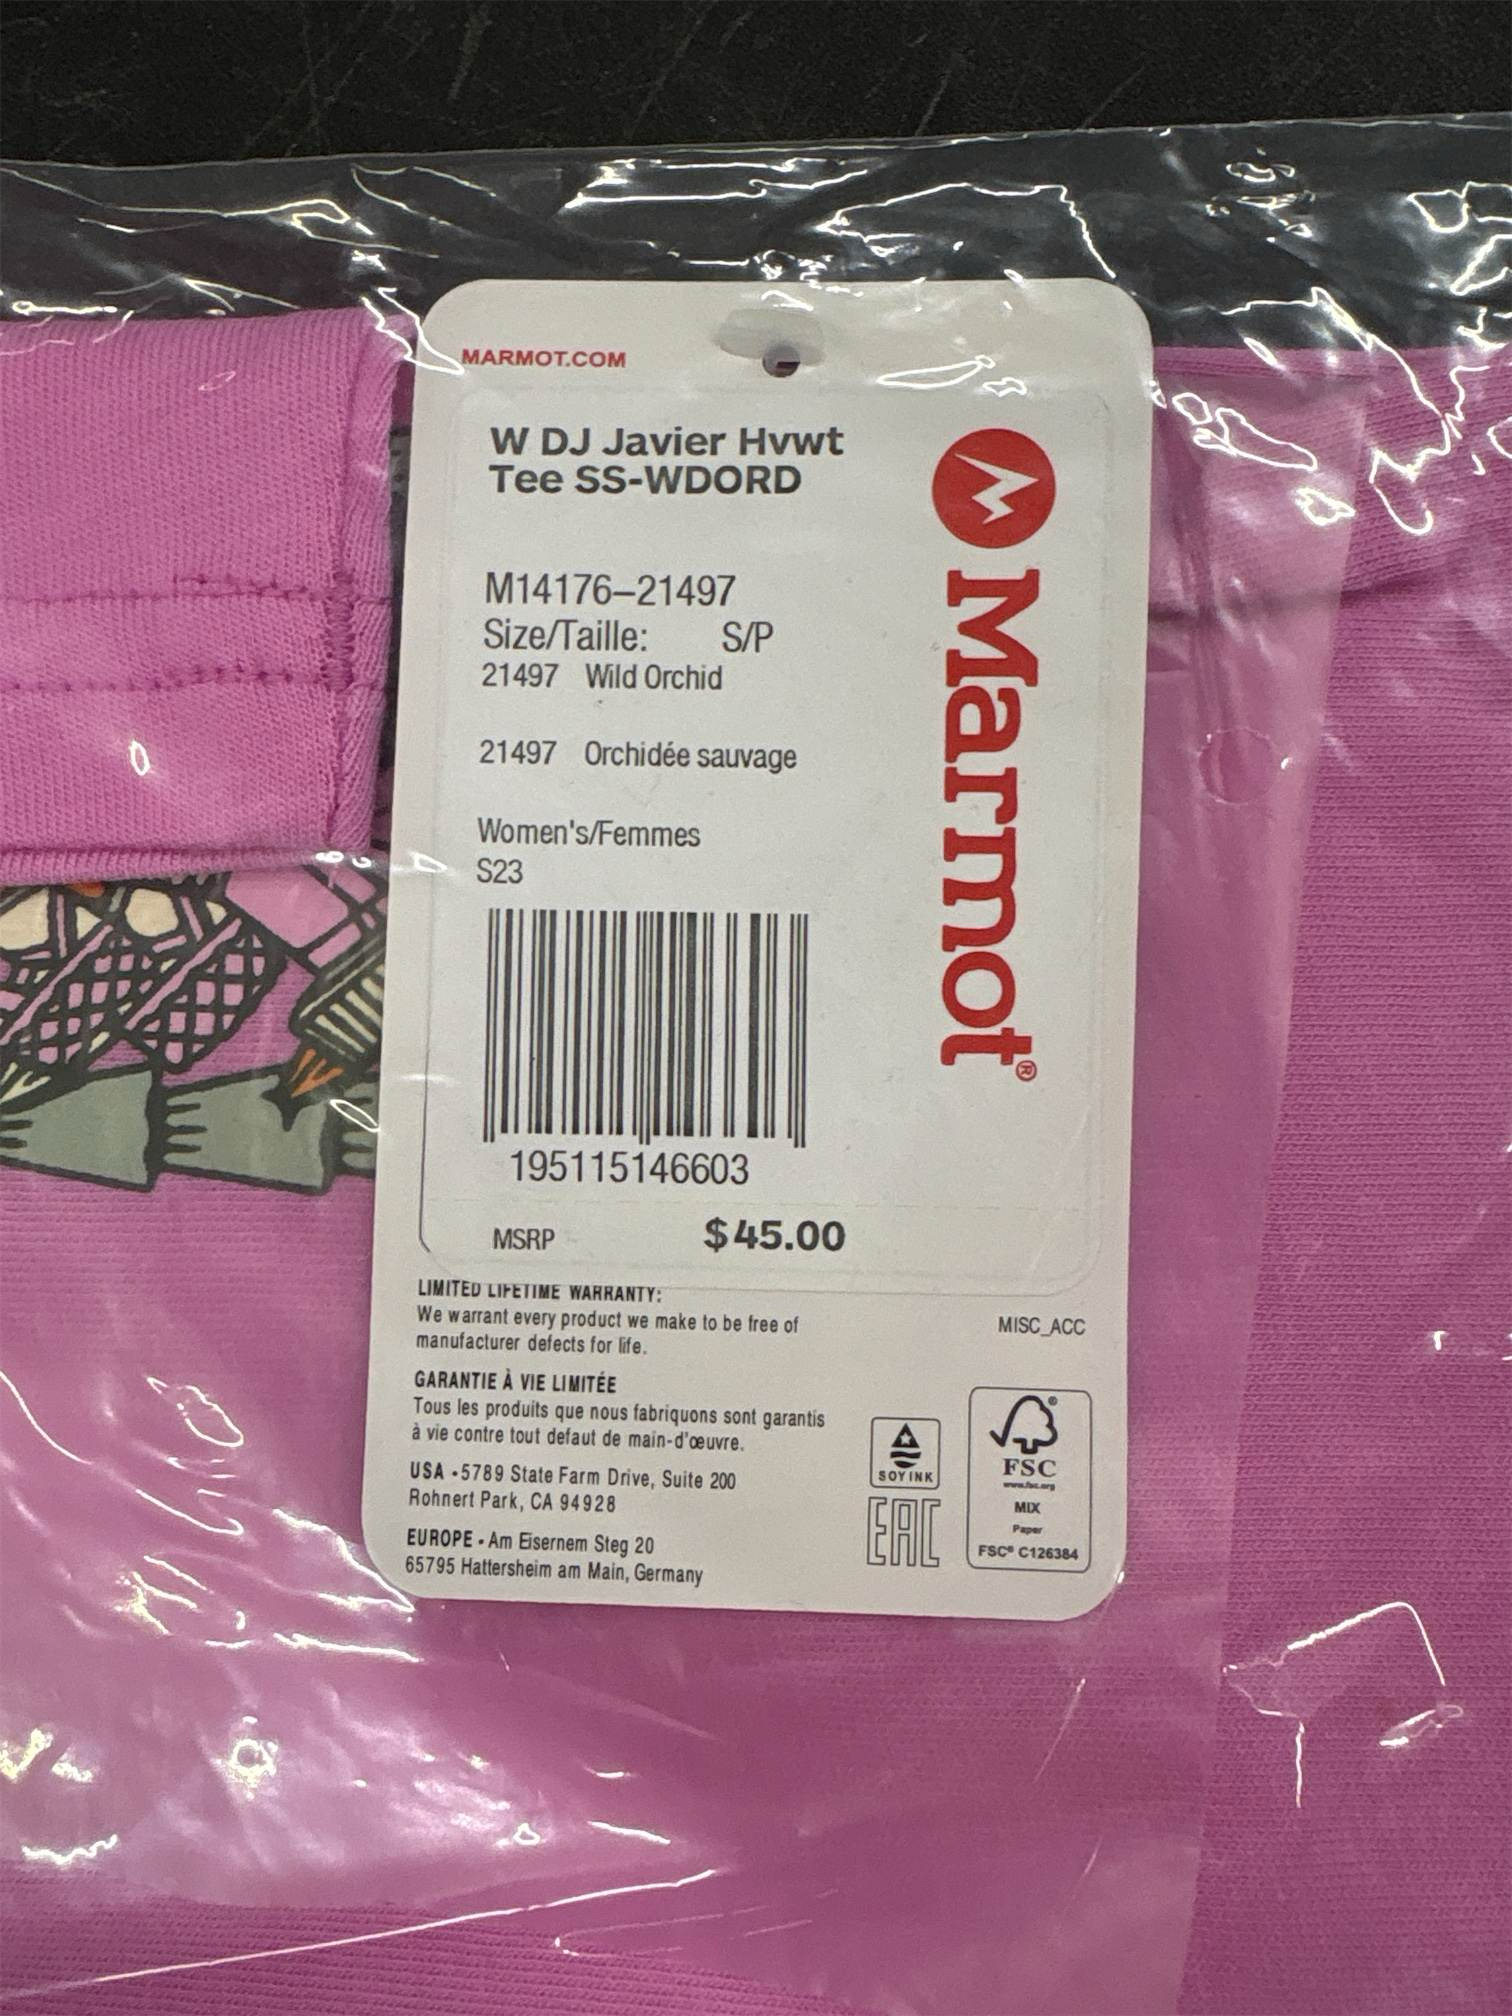 MARMOT.COM
W DJ Javier Hvwt
Tee SS-WDORD
M14176–21497
Size/Taille: S/P
21497 Wild Orchid
21497 Orchidée sauvage
Women's/Femmes
S23
195115146603
MSRP $45.00
Marmot®
LIMITED LIFETIME WARRANTY:
We warrant every product we make to be free of
manufacturer defects for life.
MISC_ACC
GARANTIE À VIE LIMITÉE
Tous les produits que nous fabriquons sont garantis
à vie contre tout defaut de main-d'œuvre.
USA - 5789 State Farm Drive, Suite 200
Rohnert Park, CA 94928
EUROPE - Am Eisernem Steg 20
65795 Hattersheim am Main, Germany
SOY INK
EAC
®
FSC
www.fsc.org
MIX
Paper
FSC® C126384